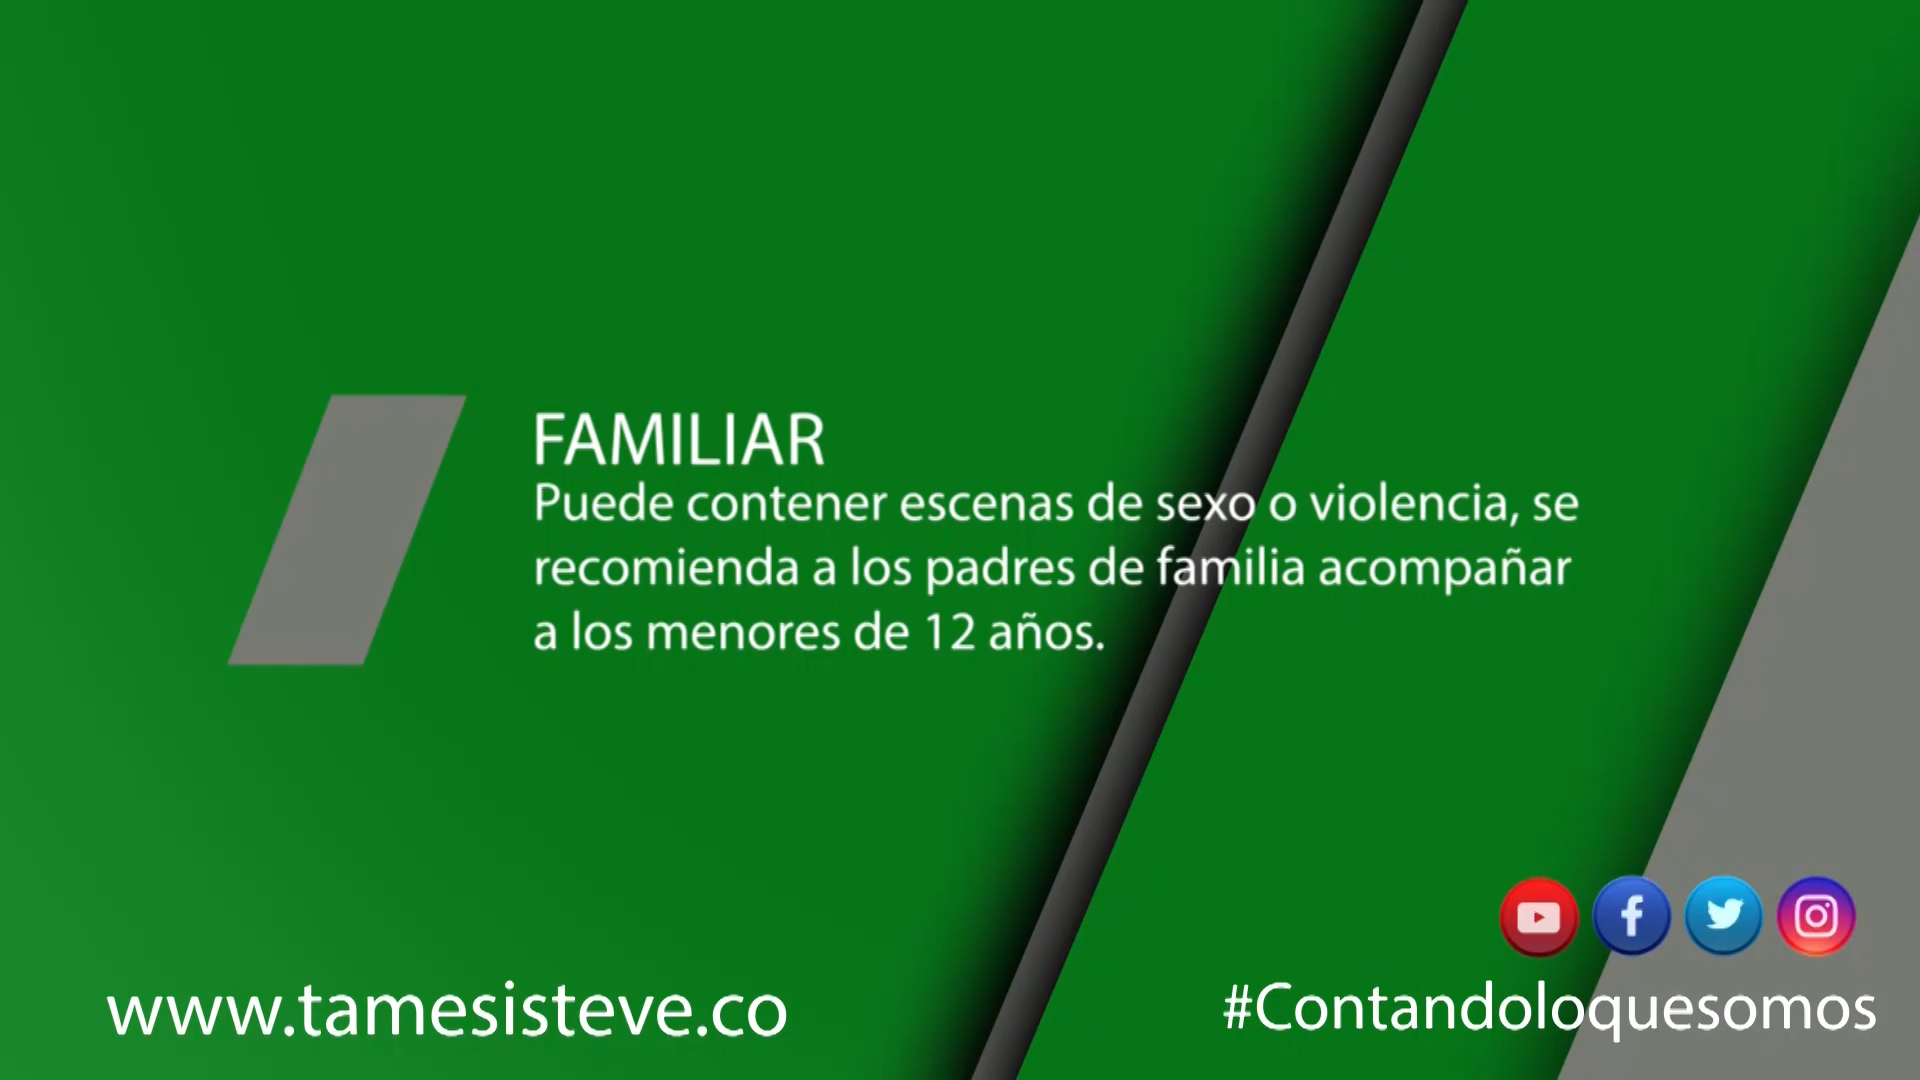 FAMILIAR
Puede contener escenas de sexo o violencia, se
recomienda a los padres de familia acompañar
a los menores de 12 años.
www.tamesisteve.co
#Contandoloquesomos